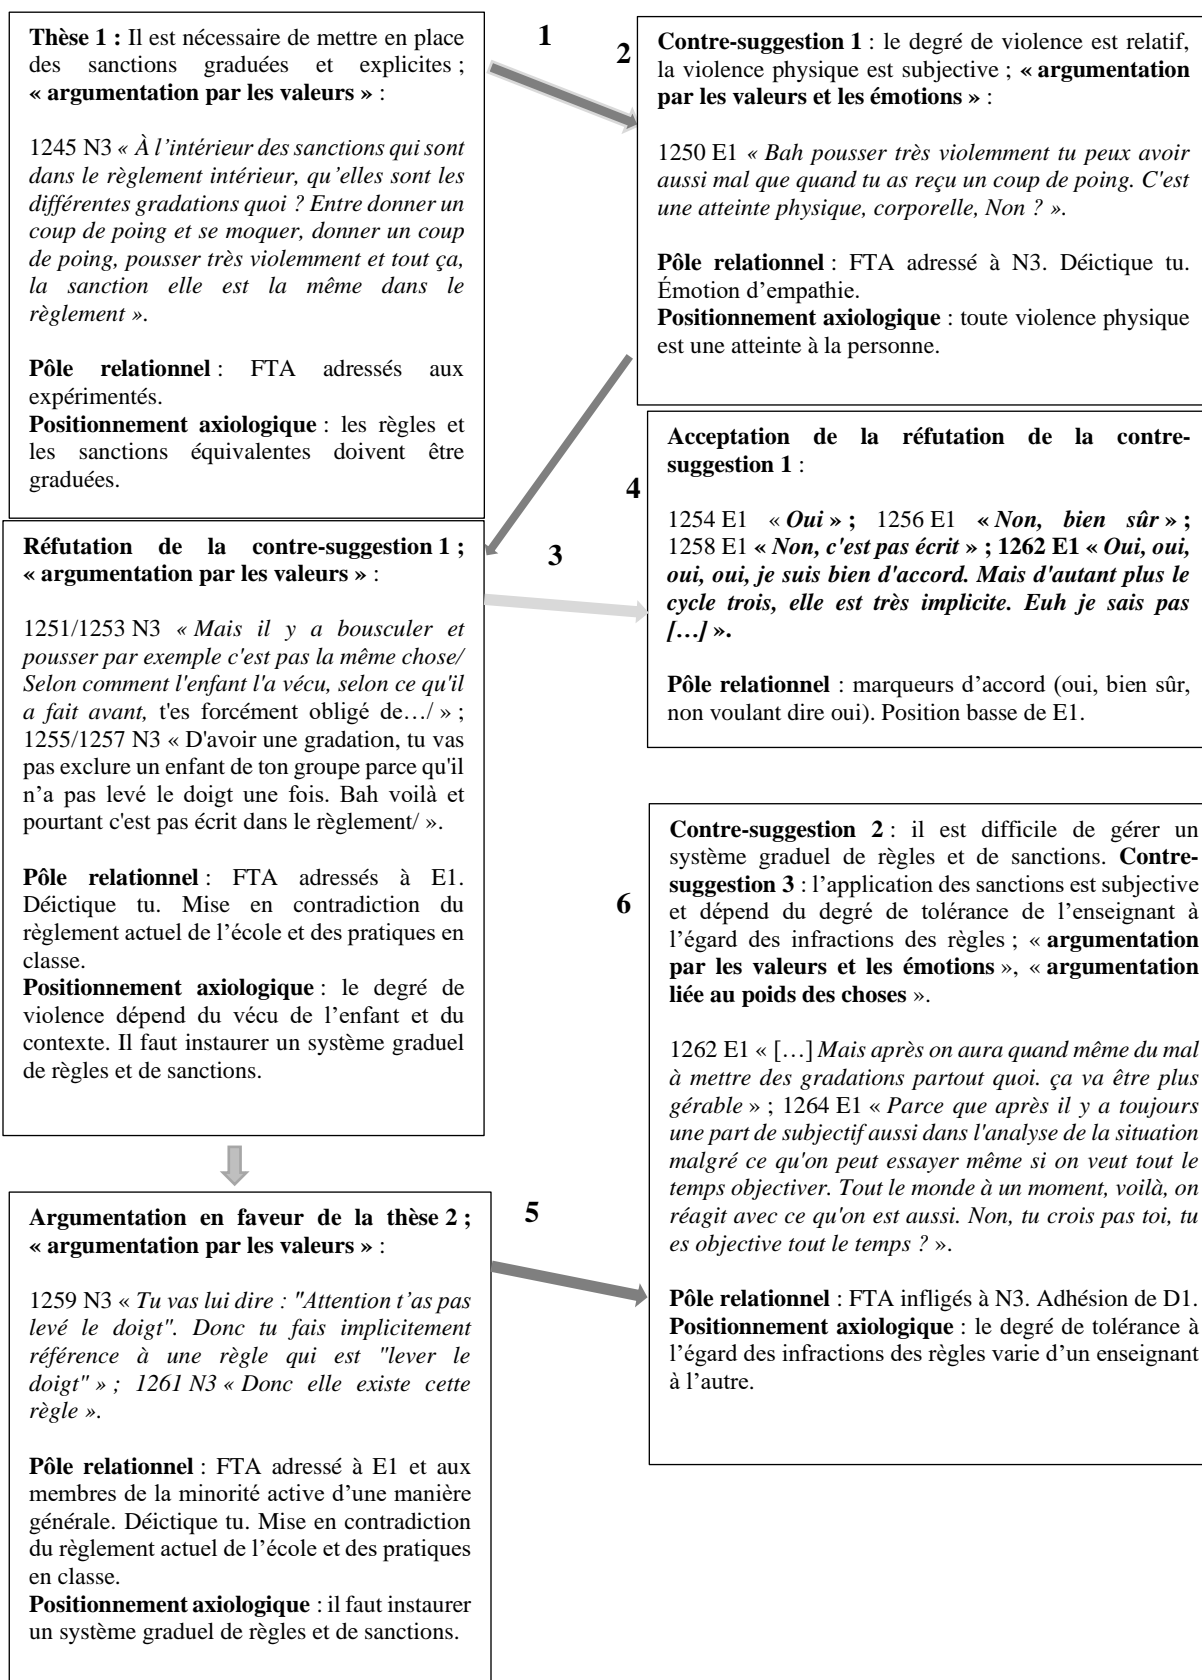 1
Thèse 1 : Il est nécessaire de mettre en place
des sanctions graduées et explicites ;
« argumentation par les valeurs » :
1245 N3 « À l'intérieur des sanctions qui sont
dans le règlement intérieur, qu'elles sont les
différentes gradations quoi ? Entre donner un
coup de poing et se moquer, donner un coup
de poing, pousser très violemment et tout ça,
la sanction elle est la même dans le
règlement ».
Pôle relationnel : FTA adressés aux
expérimentés.
Positionnement axiologique : les règles et
les sanctions équivalentes doivent être
graduées.
2
Contre-suggestion 1 : le degré de violence est relatif,
la violence physique est subjective ; « argumentation
par les valeurs et les émotions » :
1250 E1 « Bah pousser très violemment tu peux avoir
aussi mal que quand tu as reçu un coup de poing. C'est
une atteinte physique, corporelle, Non ? ».
Pôle relationnel : FTA adressé à N3. Déictique tu.
Émotion d'empathie.
Positionnement axiologique : toute violence physique
est une atteinte à la personne.
3
Réfutation de la contre-suggestion 1 ;
« argumentation par les valeurs » :
1251/1253 N3 « Mais il y a bousculer et
pousser par exemple c'est pas la même chose/
Selon comment l'enfant l'a vécu, selon ce qu'il
a fait avant, t'es forcément obligé de…/ » ;
1255/1257 N3 « D'avoir une gradation, tu vas
pas exclure un enfant de ton groupe parce qu'il
n'a pas levé le doigt une fois. Bah voilà et
pourtant c'est pas écrit dans le règlement/ ».
Pôle relationnel : FTA adressés à E1.
Déictique tu. Mise en contradiction du
règlement actuel de l'école et des pratiques en
classe.
Positionnement axiologique : le degré de
violence dépend du vécu de l'enfant et du
contexte. Il faut instaurer un système graduel
de règles et de sanctions.
4
Acceptation de la réfutation de la contre-
suggestion 1 :
1254 E1 « Oui » ; 1256 E1 « Non, bien sûr » ;
1258 E1 « Non, c'est pas écrit » ; 1262 E1 « Oui, oui,
oui, oui, je suis bien d'accord. Mais d'autant plus le
cycle trois, elle est très implicite. Euh je sais pas
[…] ».
Pôle relationnel : marqueurs d'accord (oui, bien sûr,
non voulant dire oui). Position basse de E1.
5
Argumentation en faveur de la thèse 2 ;
« argumentation par les valeurs » :
1259 N3 « Tu vas lui dire : "Attention t'as pas
levé le doigt". Donc tu fais implicitement
référence à une règle qui est "lever le
doigt" » ; 1261 N3 « Donc elle existe cette
règle ».
Pôle relationnel : FTA adressé à E1 et aux
membres de la minorité active d'une manière
générale. Déictique tu. Mise en contradiction
du règlement actuel de l'école et des pratiques
en classe.
Positionnement axiologique : il faut instaurer
un système graduel de règles et de sanctions.
6
Contre-suggestion 2 : il est difficile de gérer un
système graduel de règles et de sanctions. Contre-
suggestion 3 : l'application des sanctions est subjective
et dépend du degré de tolérance de l'enseignant à
l'égard des infractions des règles ; « argumentation
par les valeurs et les émotions », « argumentation
liée au poids des choses ».
1262 E1 « […] Mais après on aura quand même du mal
à mettre des gradations partout quoi. ça va être plus
gérable » ; 1264 E1 « Parce que après il y a toujours
une part de subjectif aussi dans l'analyse de la situation
malgré ce qu'on peut essayer même si on veut tout le
temps objectiver. Tout le monde à un moment, voilà, on
réagit avec ce qu'on est aussi. Non, tu crois pas toi, tu
es objective tout le temps ? ».
Pôle relationnel : FTA infligés à N3. Adhésion de D1.
Positionnement axiologique : le degré de tolérance à
l'égard des infractions des règles varie d'un enseignant
à l'autre.